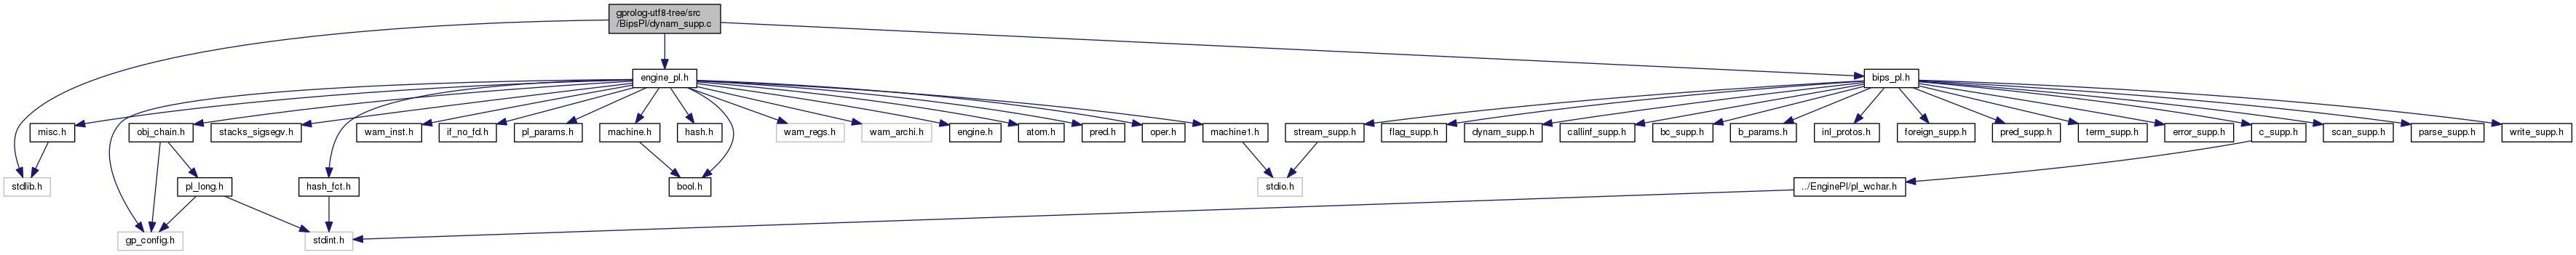 gprolog-utf8-tree/src
/BipsPl/dynam_supp.c
engine_pl.h
bips_pl.h
misc.h
obj_chain.h
stacks_sigsegv.h
wam_inst.h
if_no_fd.h
pl_params.h
machine.h
hash.h
wam_regs.h
wam_archi.h
engine.h
atom.h
pred.h
oper.h
machine1.h
stream_supp.h
flag_supp.h
dynam_supp.h
callinf_supp.h
bc_supp.h
b_params.h
inl_protos.h
foreign_supp.h
pred_supp.h
term_supp.h
error_supp.h
c_supp.h
scan_supp.h
parse_supp.h
write_supp.h
stdlib.h
pl_long.h
hash_fct.h
bool.h
stdio.h
../EnginePl/pl_wchar.h
gp_config.h
stdint.h